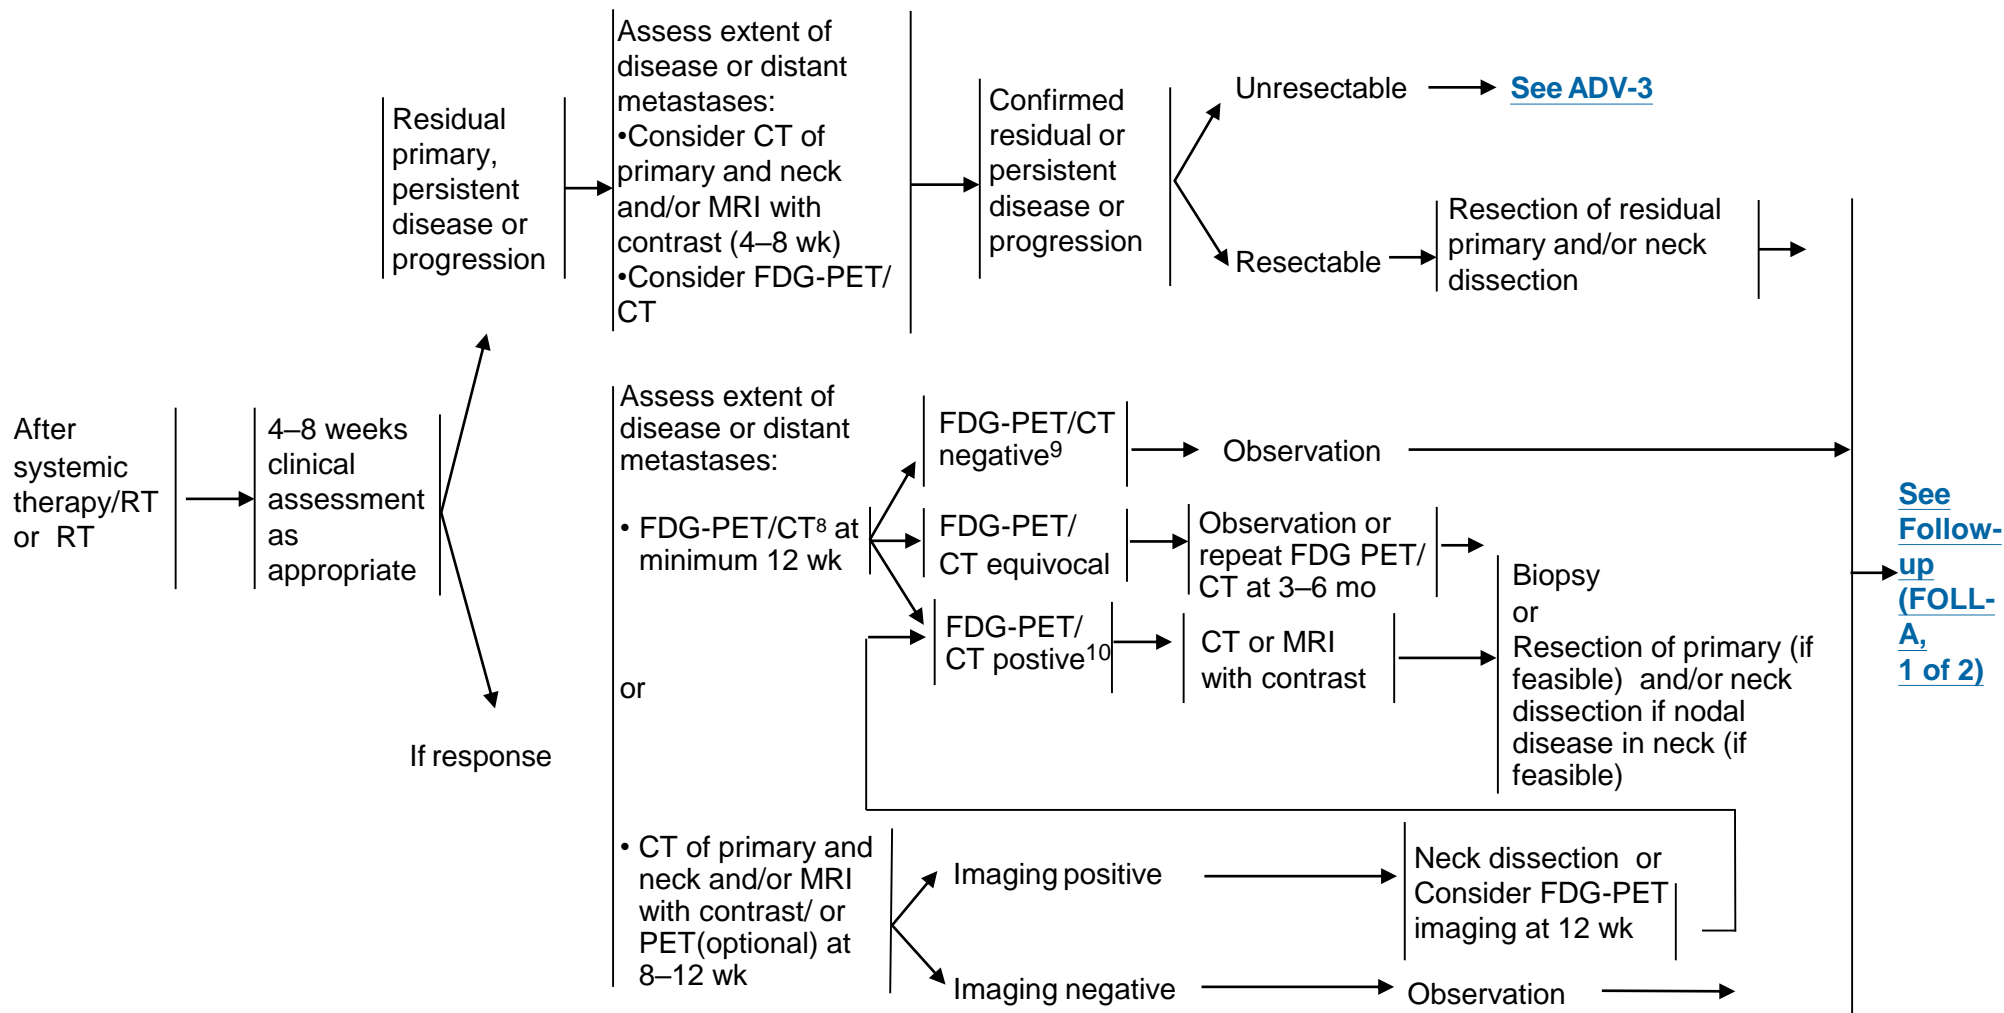 After
systemic
therapy/RT
or RT
4–8 weeks
clinical
assessment
as
appropriate
Residual
primary,
persistent
disease or
progression
Assess extent of
disease or distant
metastases:
•Consider CT of
primary and neck
and/or MRI with
contrast (4–8 wk)
•Consider FDG-PET/
CT
Confirmed
residual or
persistent
disease or
progression
Unresectable
See ADV-3
Resectable
Resection of residual
primary and/or neck
dissection
If response
Assess extent of
disease or distant
metastases:
• FDG-PET/CT8 at
minimum 12 wk
or
• CT of primary and
neck and/or MRI
with contrast/ or
PET(optional) at
8–12 wk
FDG-PET/CT
negative9
Observation
FDG-PET/
CT equivocal
Observation or
repeat FDG PET/
CT at 3–6 mo
FDG-PET/
CT postive10
CT or MRI
with contrast
Biopsy
or
Resection of primary (if
feasible) and/or neck
dissection if nodal
disease in neck (if
feasible)
Imaging positive
Neck dissection or
Consider FDG-PET
imaging at 12 wk
Imaging negative
Observation
See
Follow-
up
(FOLL-
A,
1 of 2)